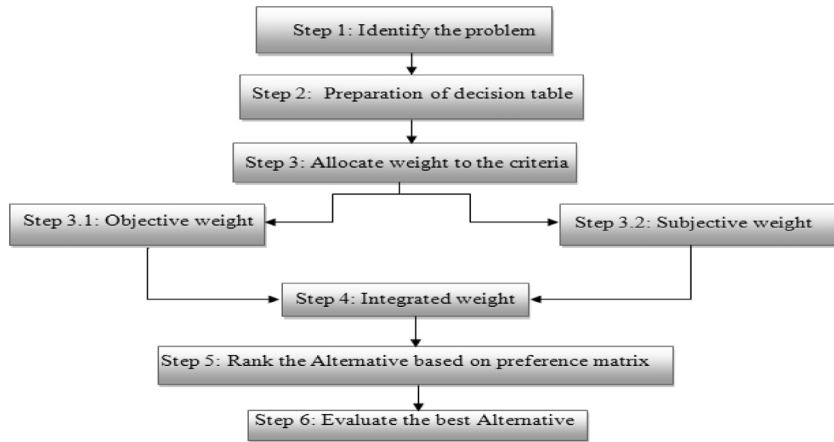 Step 1: Identify the problem
Step 2: Preparation of decision table
Step 3: Allocate weight to the criteria
Step 3.1: Objective weight
Step 3.2: Subjective weight
Step 4: Integrated weight
Step 5: Rank the Alternative based on preference matrix
Step 6: Evaluate the best Alternative